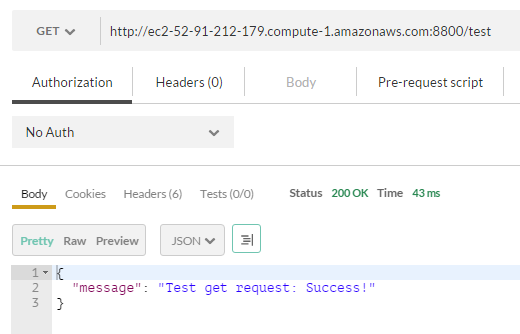 GET http://ec2-52-91-212-179.compute-1.amazonaws.com:8800/test
Authorization Headers (0) Body Pre-request script
No Auth
Body Cookies Headers (6) Tests (0/0) Status 200 OK Time 43 ms
Pretty Raw Preview JSON
1 {
2 "message": "Test get request: Success!"
3 }